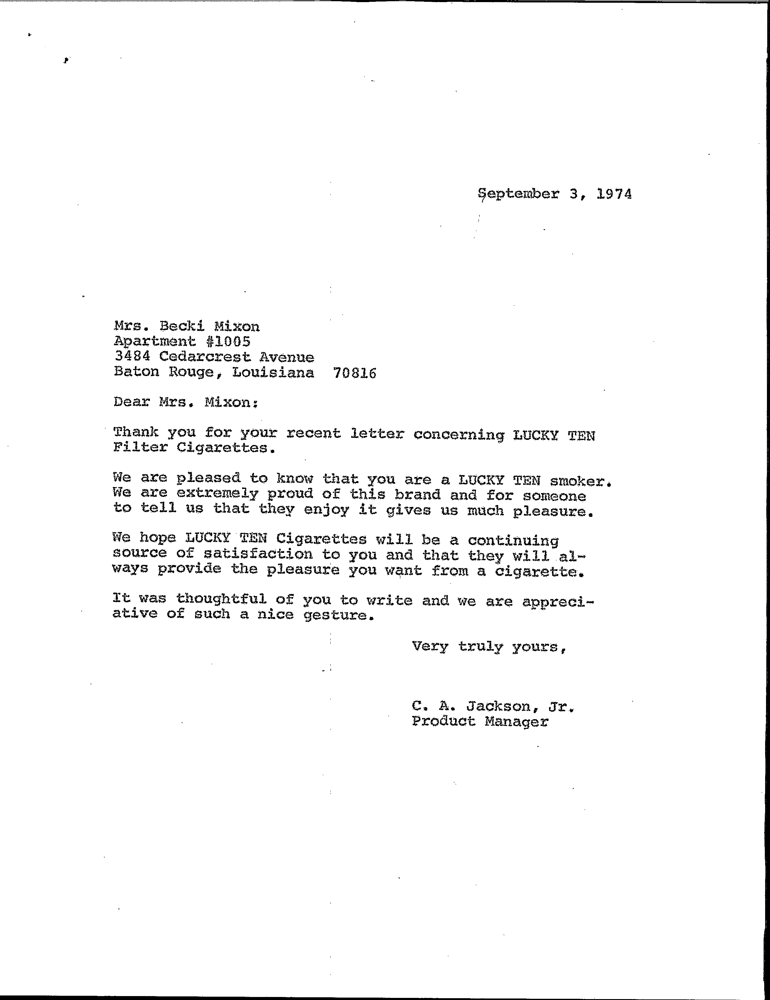 September 3, 1974
Mrs. Becki Mixon
Apartment #1005
3484 Cedarcrest Avenue
Baton Rouge, Louisiana 70816
Dear Mrs. Mixon:
Thank you for your recent letter concerning LUCKY TEN
Filter Cigarettes.
We are pleased to know that you are a LUCKY TEN smoker.
We are extremely proud of this brand and for someone
to tell us that they enjoy it gives us much pleasure.
We hope LUCKY TEN Cigarettes will be a continuing
source of satisfaction to you and that they will al-
ways provide the pleasure you want from a cigarette.
It was thoughtful of you to write and we are appreci-
ative of such a nice gesture.
Very truly yours,
C. A. Jackson, Jr.
Product Manager